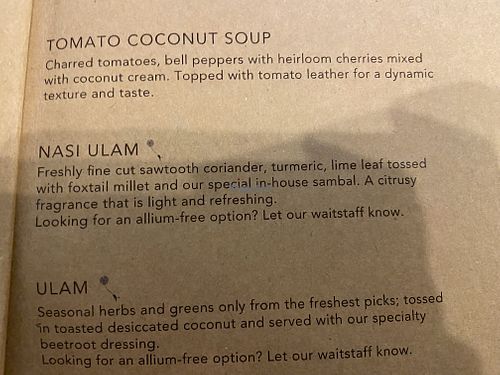 TOMATO COCONUT SOUP
Charred tomatoes, bell peppers with heirloom cherries mixed
with coconut cream. Topped with tomato leather for a dynamic
texture and taste.
NASI ULAM
Freshly fine cut sawtooth coriander, turmeric, lime leaf tossed
with foxtail millet and our special in-house sambal. A citrusy
fragrance that is light and refreshing.
Looking for an allium-free option? Let our waitstaff know.
ULAM
Seasonal herbs and greens only from the freshest picks; tossed
in toasted desiccated coconut and served with our specialty
beetroot dressing.
Looking for an allium-free option? Let our waitstaff know.